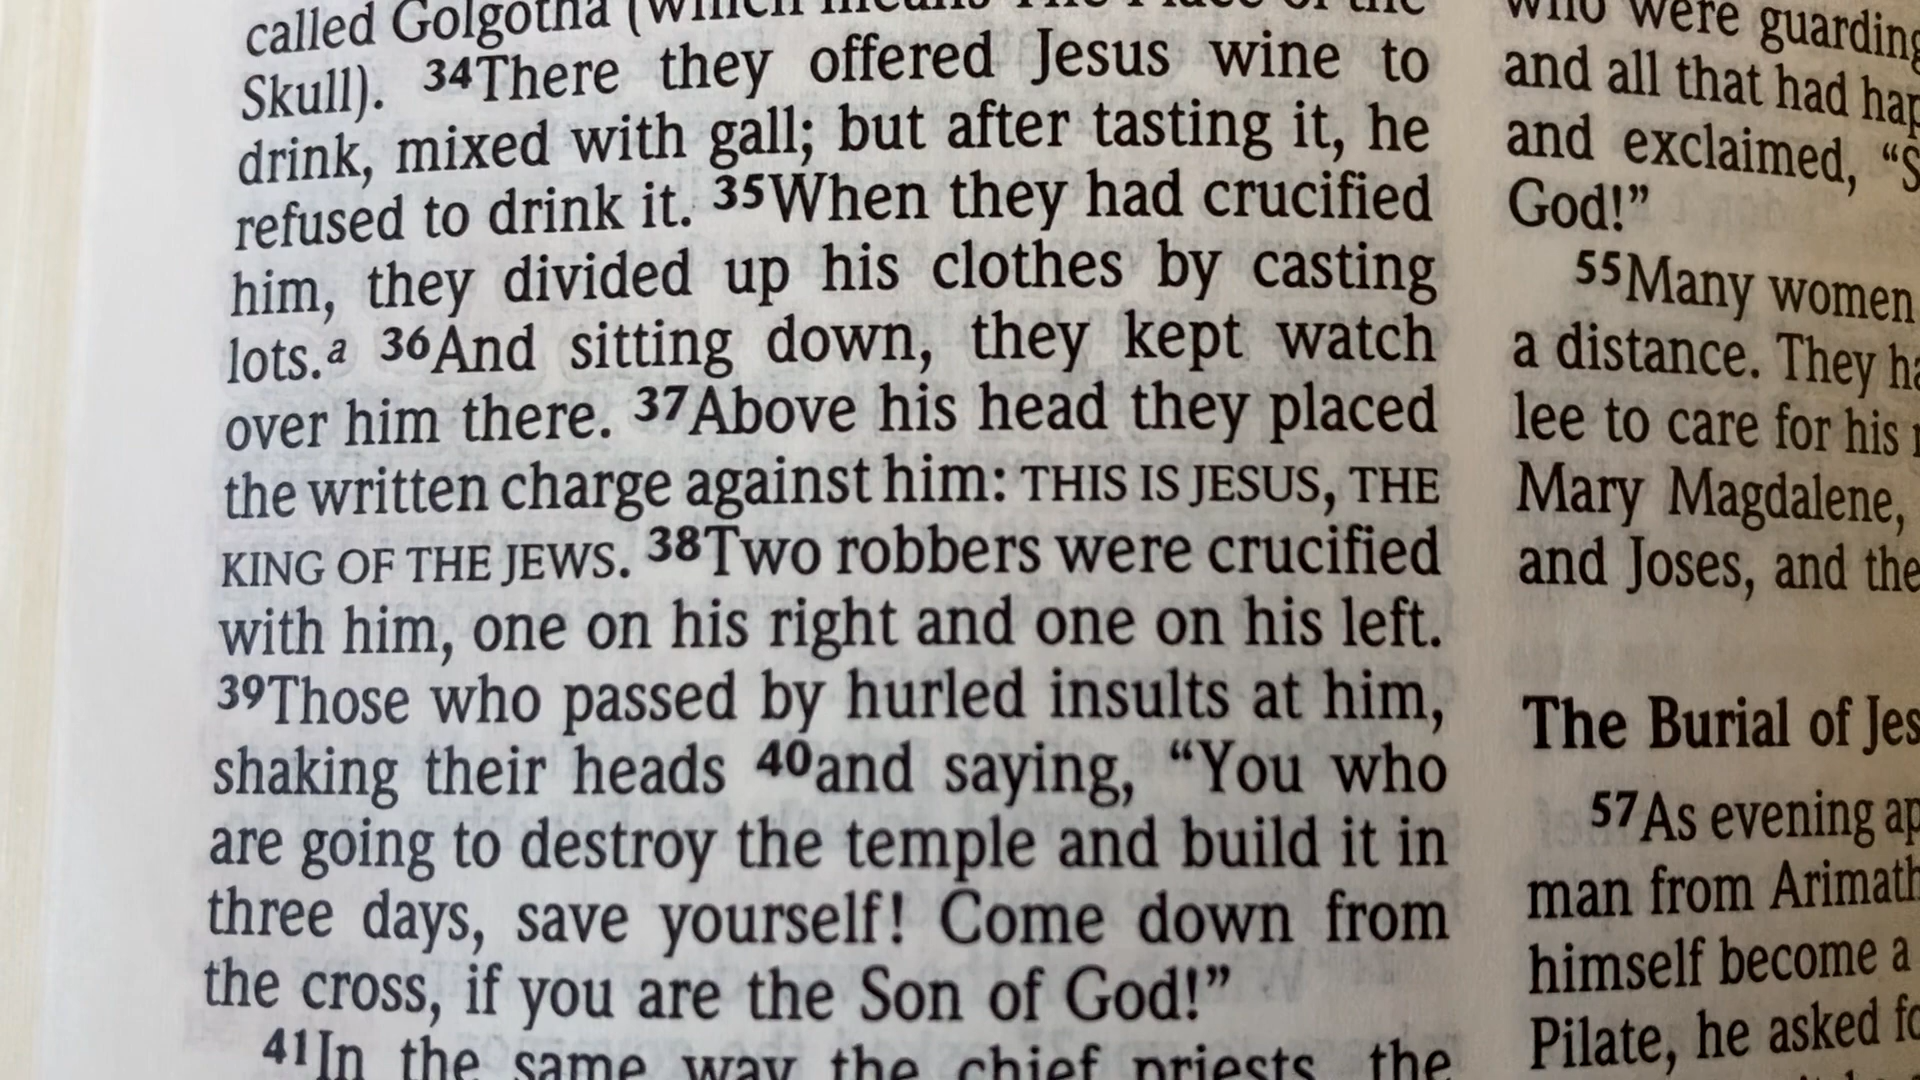 called Golgotha (which means The Place of the
Skull). 34There they offered Jesus wine to
drink, mixed with gall; but after tasting it, he
refused to drink it. 35When they had crucified
him, they divided up his clothes by casting
lots.a 36And sitting down, they kept watch
over him there. 37Above his head they placed
the written charge against him: THIS IS JESUS, THE
KING OF THE JEWS. 38Two robbers were crucified
with him, one on his right and one on his left.
39Those who passed by hurled insults at him,
shaking their heads 40and saying, “You who
are going to destroy the temple and build it in
three days, save yourself! Come down from
the cross, if you are the Son of God!”
41In the same way the chief priests, the
who were guarding
and all that had
and exclaimed, “
God!”
55Many women
a distance. They
lee to care for his
Mary Magdalene,
and Joses, and the
The Burial of
57As evening
man from
himself become a
Pilate, he asked